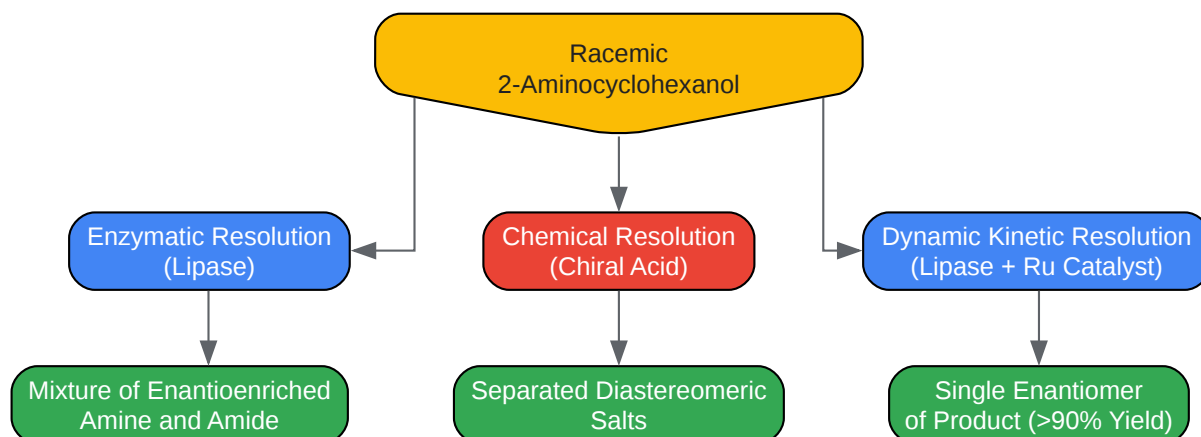 Racemic
2-Aminocyclohexanol
Enzymatic Resolution
(Lipase)
Chemical Resolution
(Chiral Acid)
Dynamic Kinetic Resolution
(Lipase + Ru Catalyst)
Mixture of Enantioenriched
Amine and Amide
Separated Diastereomeric
Salts
Single Enantiomer
of Product (>90% Yield)